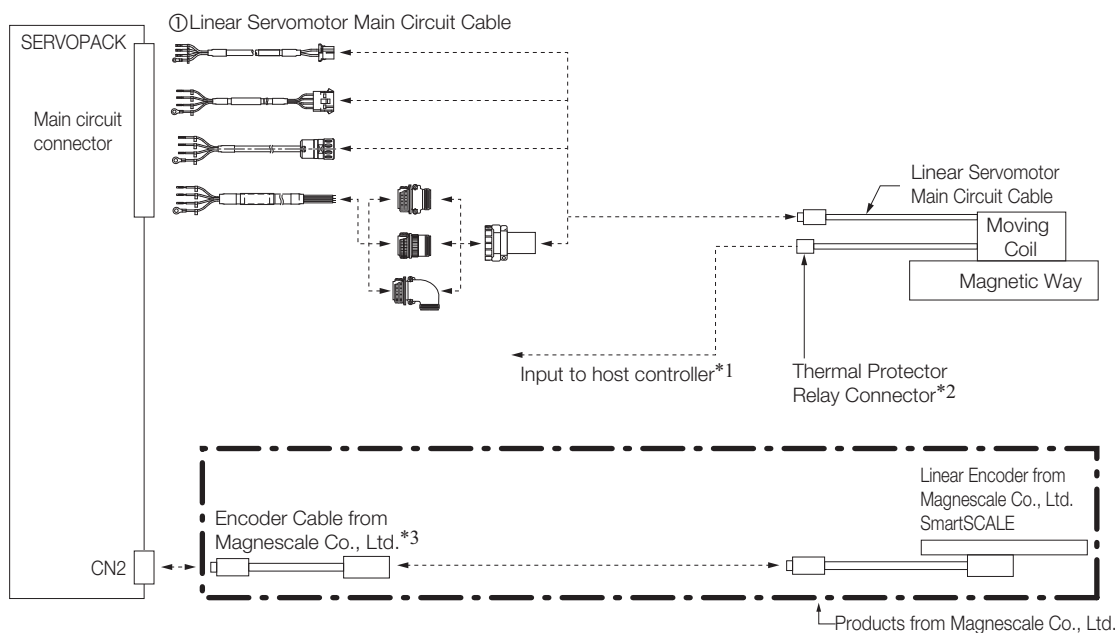 ①Linear Servomotor Main Circuit Cable
SERVOPACK
Main circuit
connector
Linear Servomotor
Main Circuit Cable
Moving
Coil
Magnetic Way
Input to host controller*1
Thermal Protector
Relay Connector*2
Linear Encoder from
Magnescale Co., Ltd.
SmartSCALE
Encoder Cable from
Magnescale Co., Ltd.*3
CN2
Products from Magnescale Co., Ltd.